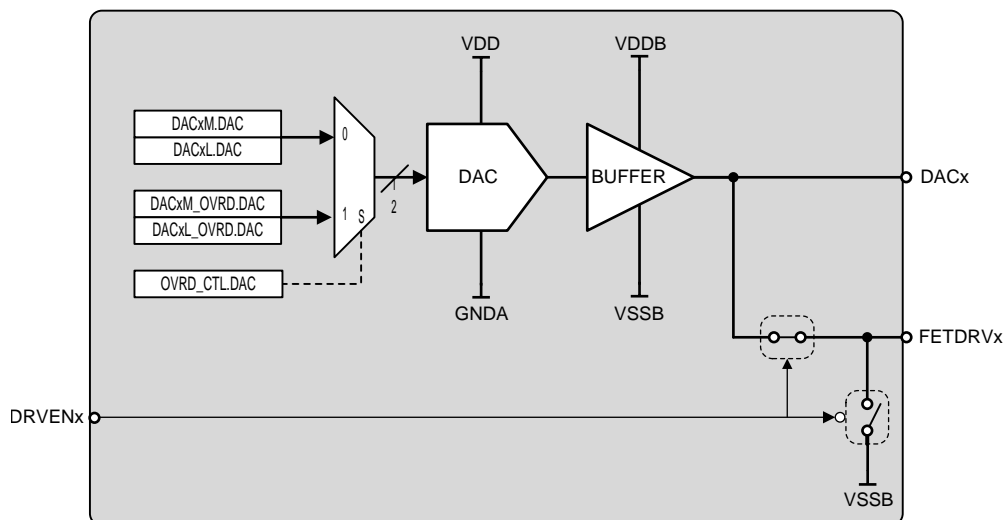 VDD
VDDB
DACxM.DAC
DACxL.DAC
0
DAC
BUFFER
DACx
2
DACxM_OVRD.DAC
DACxL_OVRD.DAC
1
S
OVRD_CTL.DAC
GNDA
VSSB
FETDRVx
DRVENx
VSSB